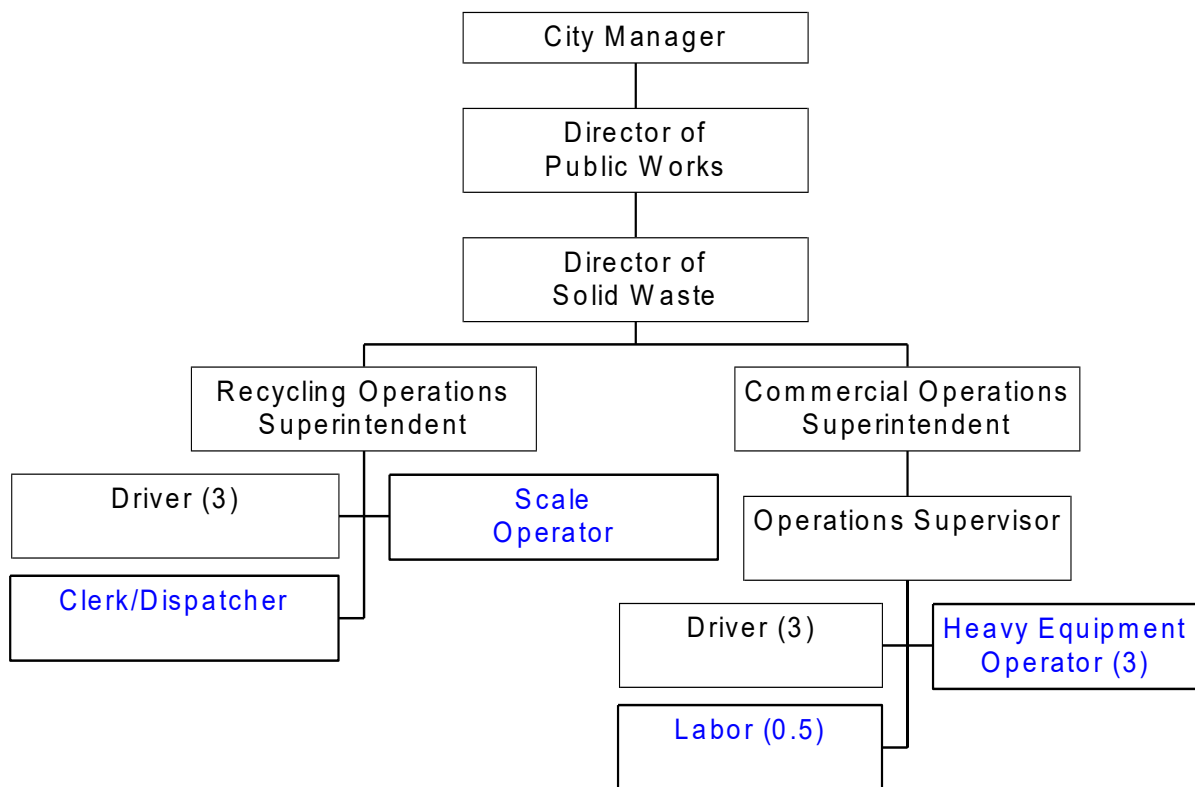 City Manager
Director of
Public Works
Director of
Solid Waste
Recycling Operations
Superintendent
Commercial Operations
Superintendent
Driver (3)
Scale
Operator
Operations Supervisor
Clerk/Dispatcher
Driver (3)
Heavy Equipment
Operator (3)
Labor (0.5)